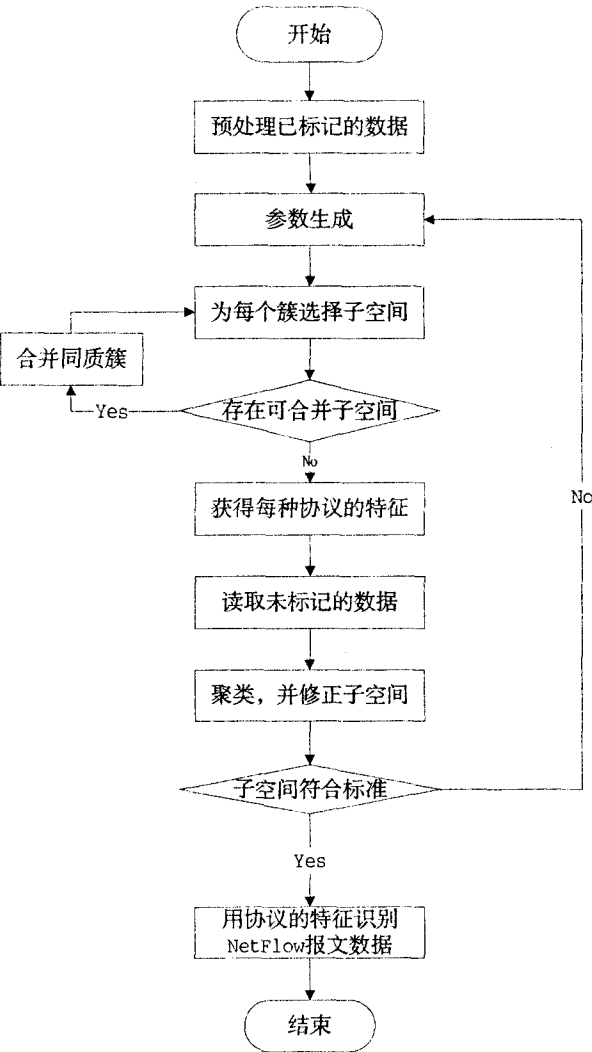 开始
预处理已标记的数据
参数生成
为每个簇选择子空间
合并同质簇
Yes
存在可合并子空间
No
获得每种协议的特征
No
读取未标记的数据
聚类，并修正子空间
子空间符合标准
Yes
用协议的特征识别
NetFlow报文数据
结束